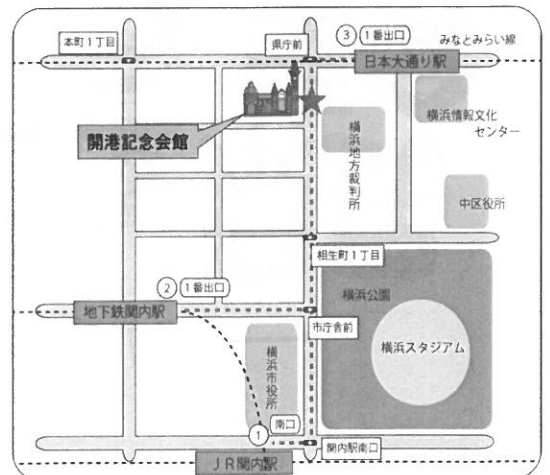 本町1丁目
県庁前
③ 1番出口
みなとみらい線
日本大通り駅
開港記念会館
横浜地方裁判所
横浜情報文化
センター
中区役所
相生町1丁目
② 1番出口
地下鉄関内駅
横浜公園
市庁舎前
横浜スタジアム
横浜市役所
① 南口
関内駅南口
JR関内駅